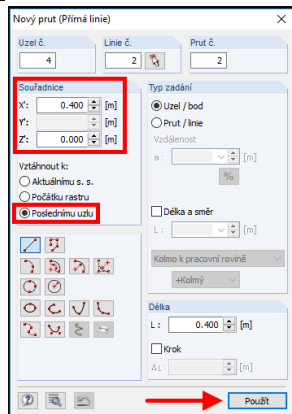 Nový prut (Přímá linie)
Uzel č. Linie č. Prut č.
4 2 2
Souřadnice Typ zadání
X': 0.400 [m] Uzel / bod
Y': [m] Prut / linie
Z': 0.000 [m] Vzdálenost
a: [m]
Vztáhnout k: %
Aktuálnímu s. s.
Počátku rastru
Poslednímu uzlu Délka a směr
L: [m]
Kolmo k pracovní rovině
+Kolmý
Délka
L: 0.400 [m]
Krok
ΔL: [m]
Použít